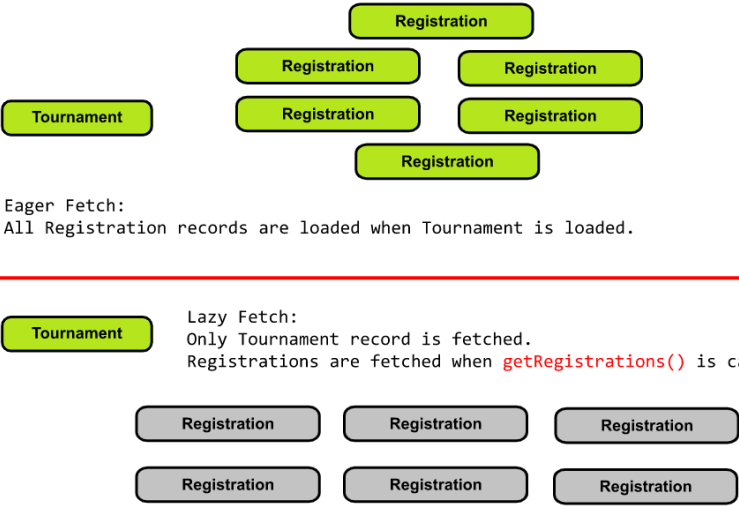 Registration
Registration Registration
Registration Registration
Tournament
Registration
Eager Fetch:
All Registration records are loaded when Tournament is loaded.
Lazy Fetch:
Tournament
Only Tournament record is fetched.
Registrations are fetched when getRegistrations() is
Registration Registration Registration
Registration Registration Registration